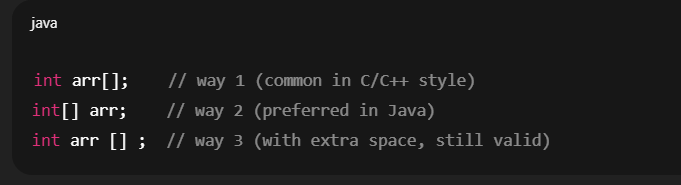 java
int arr[];    // way 1 (common in C/C++ style)
int[] arr;    // way 2 (preferred in Java)
int arr [] ;  // way 3 (with extra space, still valid)